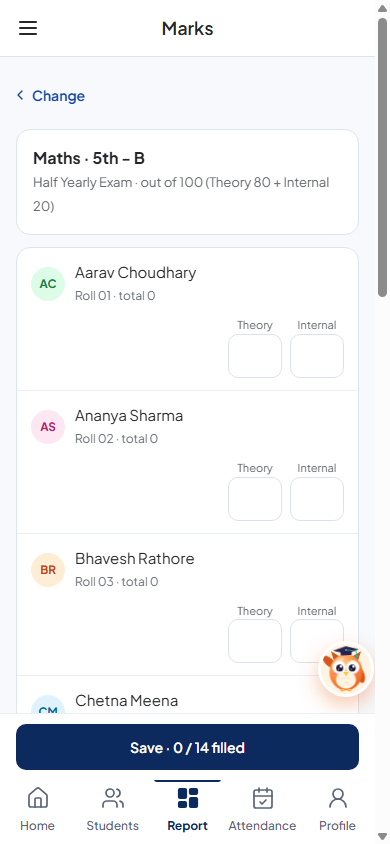 Marks
Change
Maths · 5th - B
Half Yearly Exam · out of 100 (Theory 80 + Internal
20)
AC
Aarav Choudhary
Roll 01 · total 0
Theory
Internal
AS
Ananya Sharma
Roll 02 · total 0
Theory
Internal
BR
Bhavesh Rathore
Roll 03 · total 0
Theory
Internal
CM
Chetna Meena
Save · 0 / 14 filled
Home
Students
Report
Attendance
Profile